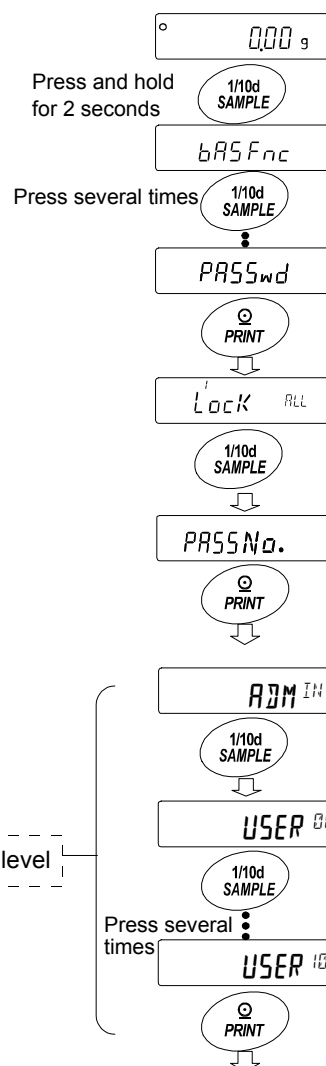 0.00 g
Press and hold
for 2 seconds
1/10d
SAMPLE
bASFnc
Press several times
1/10d
SAMPLE
PASSwd
PRINT
LocK ALL
1/10d
SAMPLE
PASSNo.
PRINT
ADMIN
1/10d
SAMPLE
USER
level
1/10d
SAMPLE
Press several
times
USER 10
PRINT